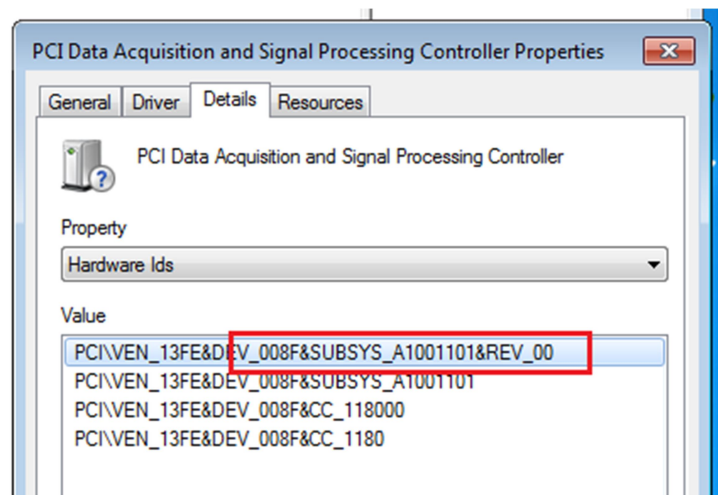 PCI Data Acquisition and Signal Processing Controller Properties
General Driver Details Resources
PCI Data Acquisition and Signal Processing Controller
Property
Hardware Ids
Value
PCI\VEN_13FE&DEV_008F&SUBSYS_A1001101&REV_00
PCI\VEN_13FE&DEV_008F&SUBSYS_A1001101
PCI\VEN_13FE&DEV_008F&CC_118000
PCI\VEN_13FE&DEV_008F&CC_1180